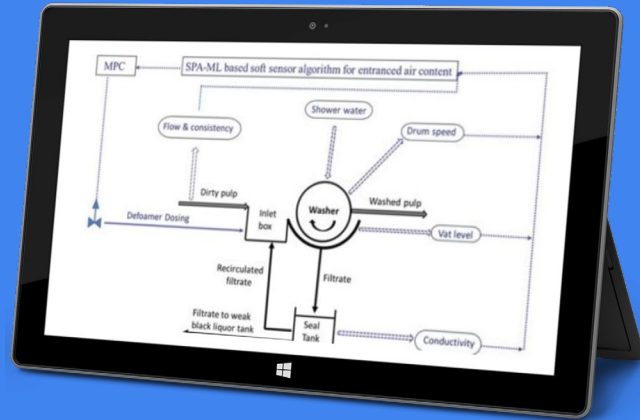 MPC
SPA-ML based soft sensor algorithm for entranced air content
Shower water
Flow & consistency
Drum speed
Dirty pulp
Washed pulp
Inlet
box
Washer
Defoamer Dosing
Vat level
Recirculated
filtrate
Filtrate
Filtrate to weak
black liquor tank
Seal
Tank
Conductivity